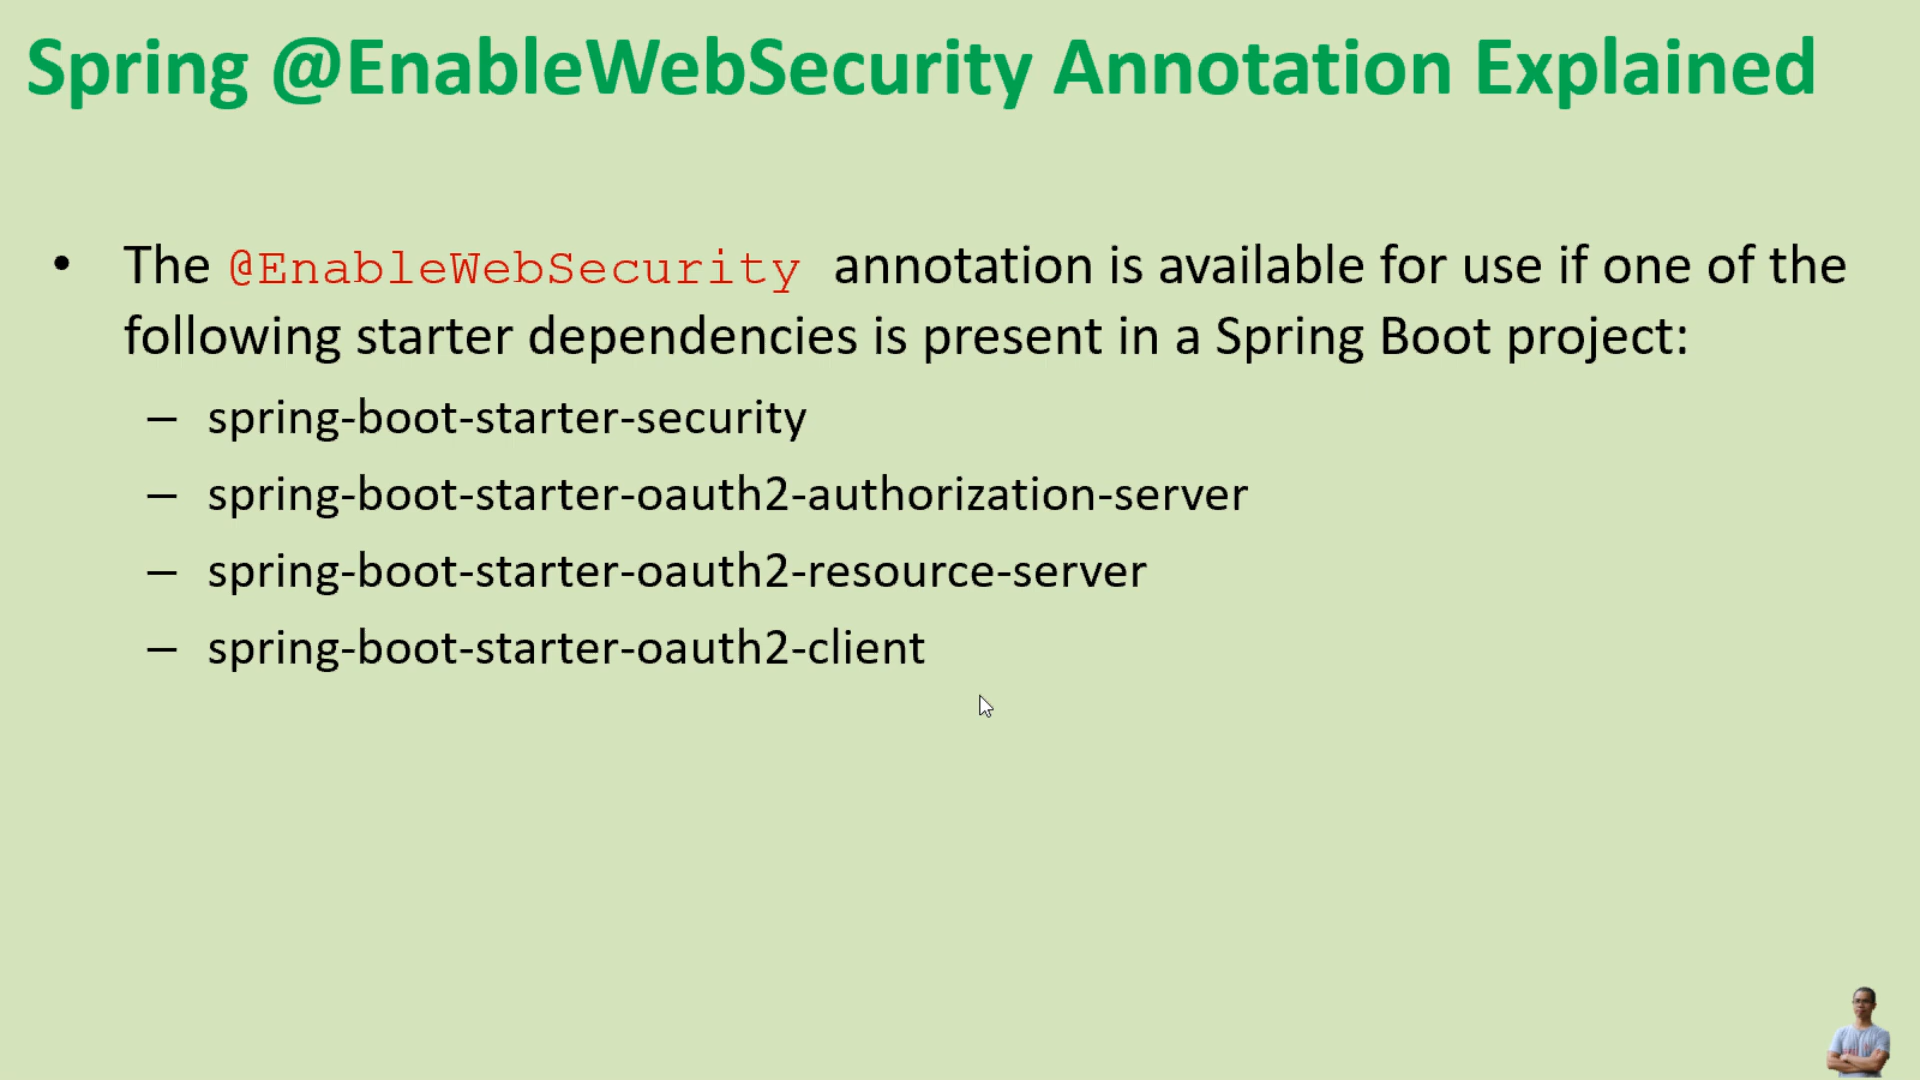 Spring @EnableWebSecurity Annotation Explained
• The @EnableWebSecurity annotation is available for use if one of the
following starter dependencies is present in a Spring Boot project:
– spring-boot-starter-security
– spring-boot-starter-oauth2-authorization-server
– spring-boot-starter-oauth2-resource-server
– spring-boot-starter-oauth2-client